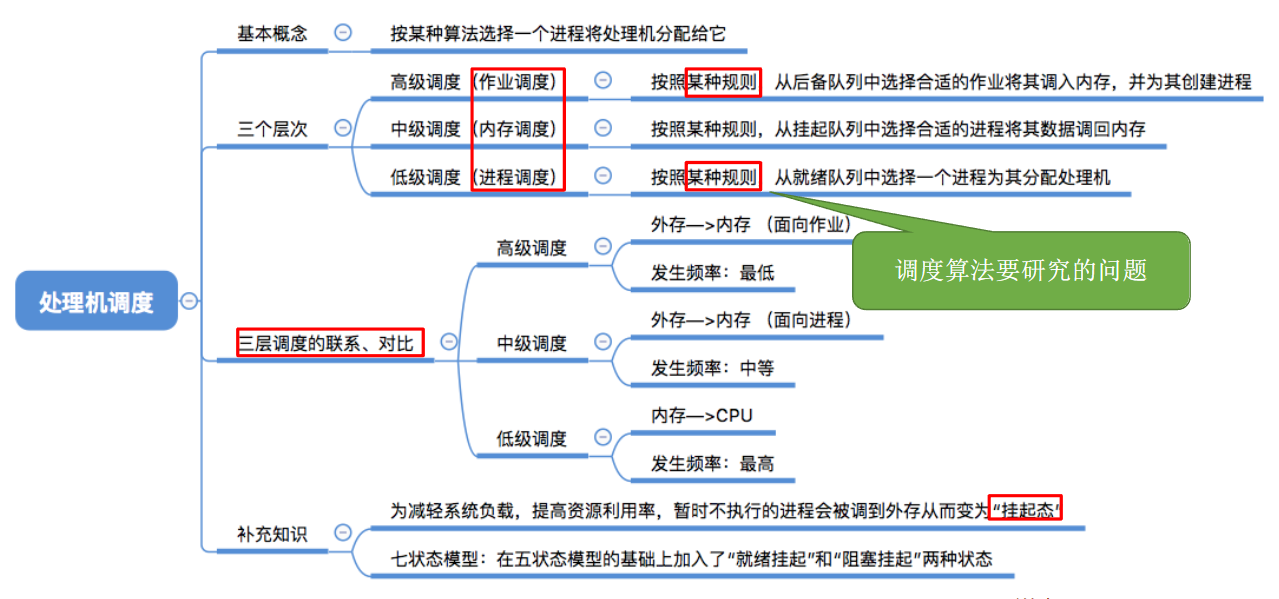 处理机调度
基本概念
按某种算法选择一个进程将处理机分配给它
三个层次
高级调度（作业调度）
按照某种规则　从后备队列中选择合适的作业将其调入内存，并为其创建进程
中级调度（内存调度）
按照某种规则，从挂起队列中选择合适的进程将其数据调回内存
低级调度（进程调度）
按照某种规则　从就绪队列中选择一个进程为其分配处理机
调度算法要研究的问题
三层调度的联系、对比
高级调度
外存—>内存 （面向作业）
发生频率：最低
中级调度
外存—>内存 （面向进程）
发生频率：中等
低级调度
内存—>CPU
发生频率：最高
补充知识
为减轻系统负载，提高资源利用率，暂时不执行的进程会被调到外存从而变为“挂起态”
七状态模型：在五状态模型的基础上加入了“就绪挂起”和“阻塞挂起”两种状态